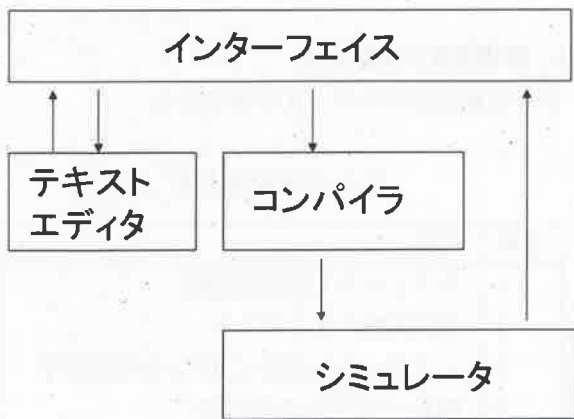 インターフェイス
テキスト
エディタ
コンパイラ
シミュレータ